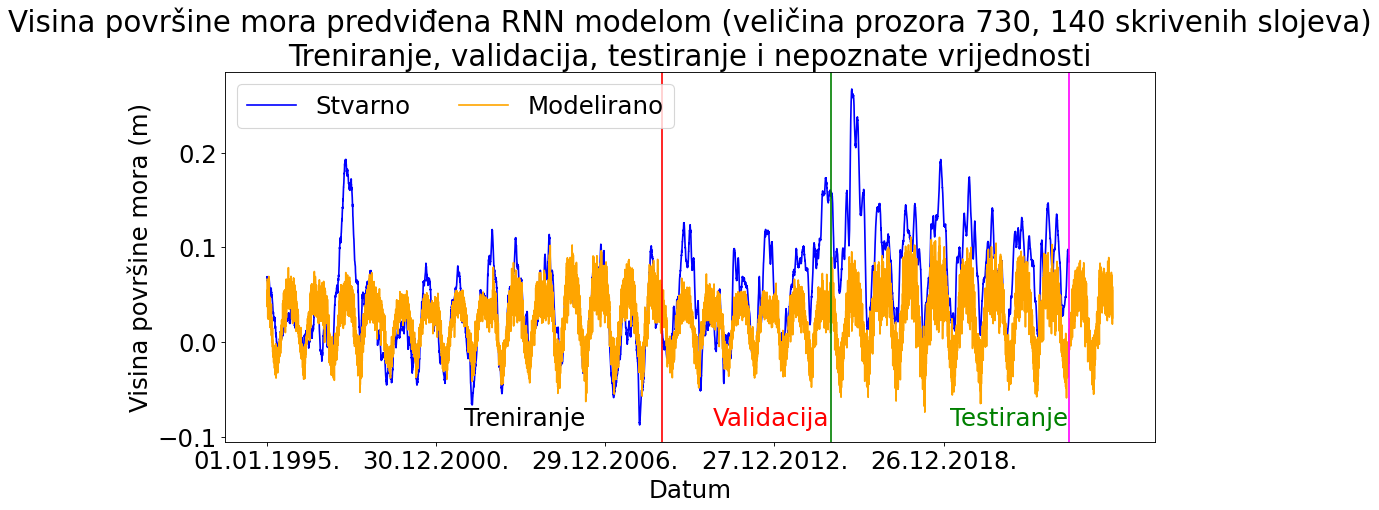 Visina površine mora predviđena RNN modelom (veličina prozora 730, 140 skrivenih slojeva)
Treniranje, validacija, testiranje i nepoznate vrijednosti
Stvarno Modelirano
Visina površine mora (m)
0.2
0.1
0.0
−0.1
Treniranje Validacija Testiranje
01.01.1995. 30.12.2000. 29.12.2006. 27.12.2012. 26.12.2018.
Datum